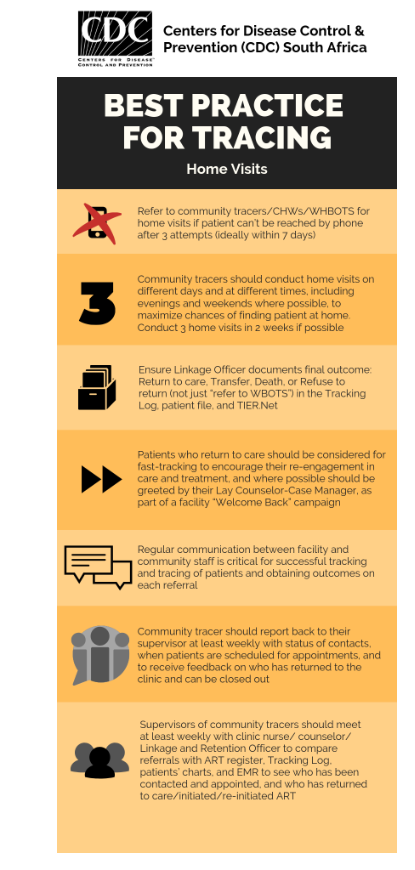 CDC
CENTERS FOR DISEASE
CONTROL AND PREVENTION
Centers for Disease Control &
Prevention (CDC) South Africa
BEST PRACTICE
FOR TRACING
Home Visits
Refer to community tracers/CHWs/WHBOTS for
home visits if patient can't be reached by phone
after 3 attempts (ideally within 7 days)
3
Community tracers should conduct home visits on
different days and at different times, including
evenings and weekends where possible, to
maximize chances of finding patient at home.
Conduct 3 home visits in 2 weeks if possible
Ensure Linkage Officer documents final outcome:
Return to care, Transfer, Death, or Refuse to
return (not just "refer to WBOTS") in the Tracking
Log, patient file, and TIER.Net
Patients who return to care should be considered for
fast-tracking to encourage their re-engagement in
care and treatment, and where possible should be
greeted by their Lay Counselor-Case Manager, as
part of a facility "Welcome Back" campaign
Regular communication between facility and
community staff is critical for successful tracking
and tracing of patients and obtaining outcomes on
each referral
Community tracer should report back to their
supervisor at least weekly with status of contacts,
when patients are scheduled for appointments, and
to receive feedback on who has returned to the
clinic and can be closed out
Supervisors of community tracers should meet
at least weekly with clinic nurse/ counselor/
Linkage and Retention Officer to compare
referrals with ART register, Tracking Log,
patients' charts, and EMR to see who has been
contacted and appointed, and who has returned
to care/initiated/re-initiated ART